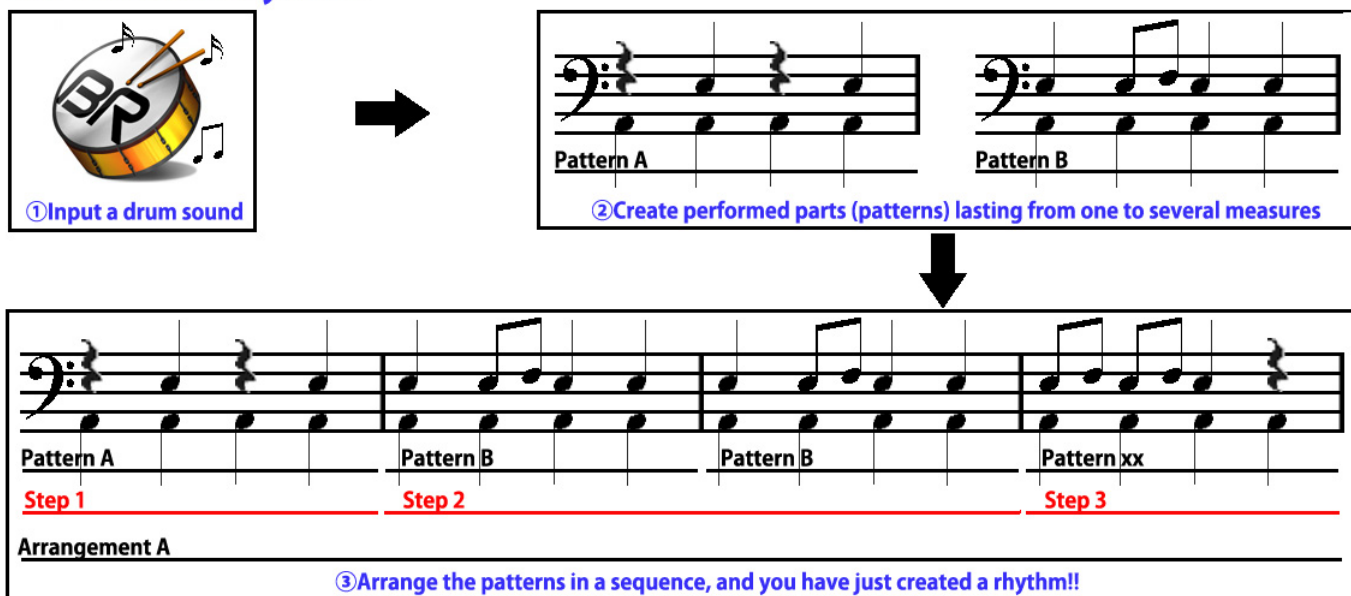 BR
①Input a drum sound
Pattern A
Pattern B
②Create performed parts (patterns) lasting from one to several measures
Pattern A
Pattern B
Pattern B
Pattern xx
Step 1
Step 2
Step 3
Arrangement A
③Arrange the patterns in a sequence, and you have just created a rhythm!!